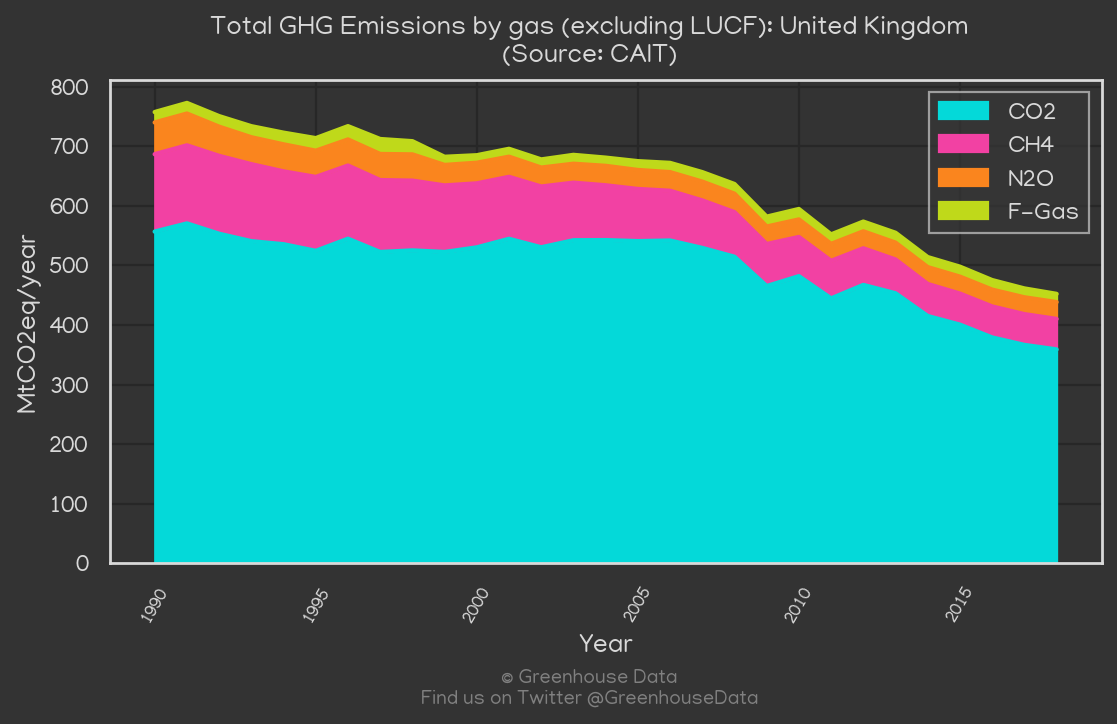 Total GHG Emissions by gas (excluding LUCF): United Kingdom
(Source: CAIT)
800
700
600
500
400
300
200
100
0
MtCO2eq/year
CO2
CH4
N2O
F-Gas
1990
1995
2000
2005
2010
2015
Year
© Greenhouse Data
Find us on Twitter @GreenhouseData